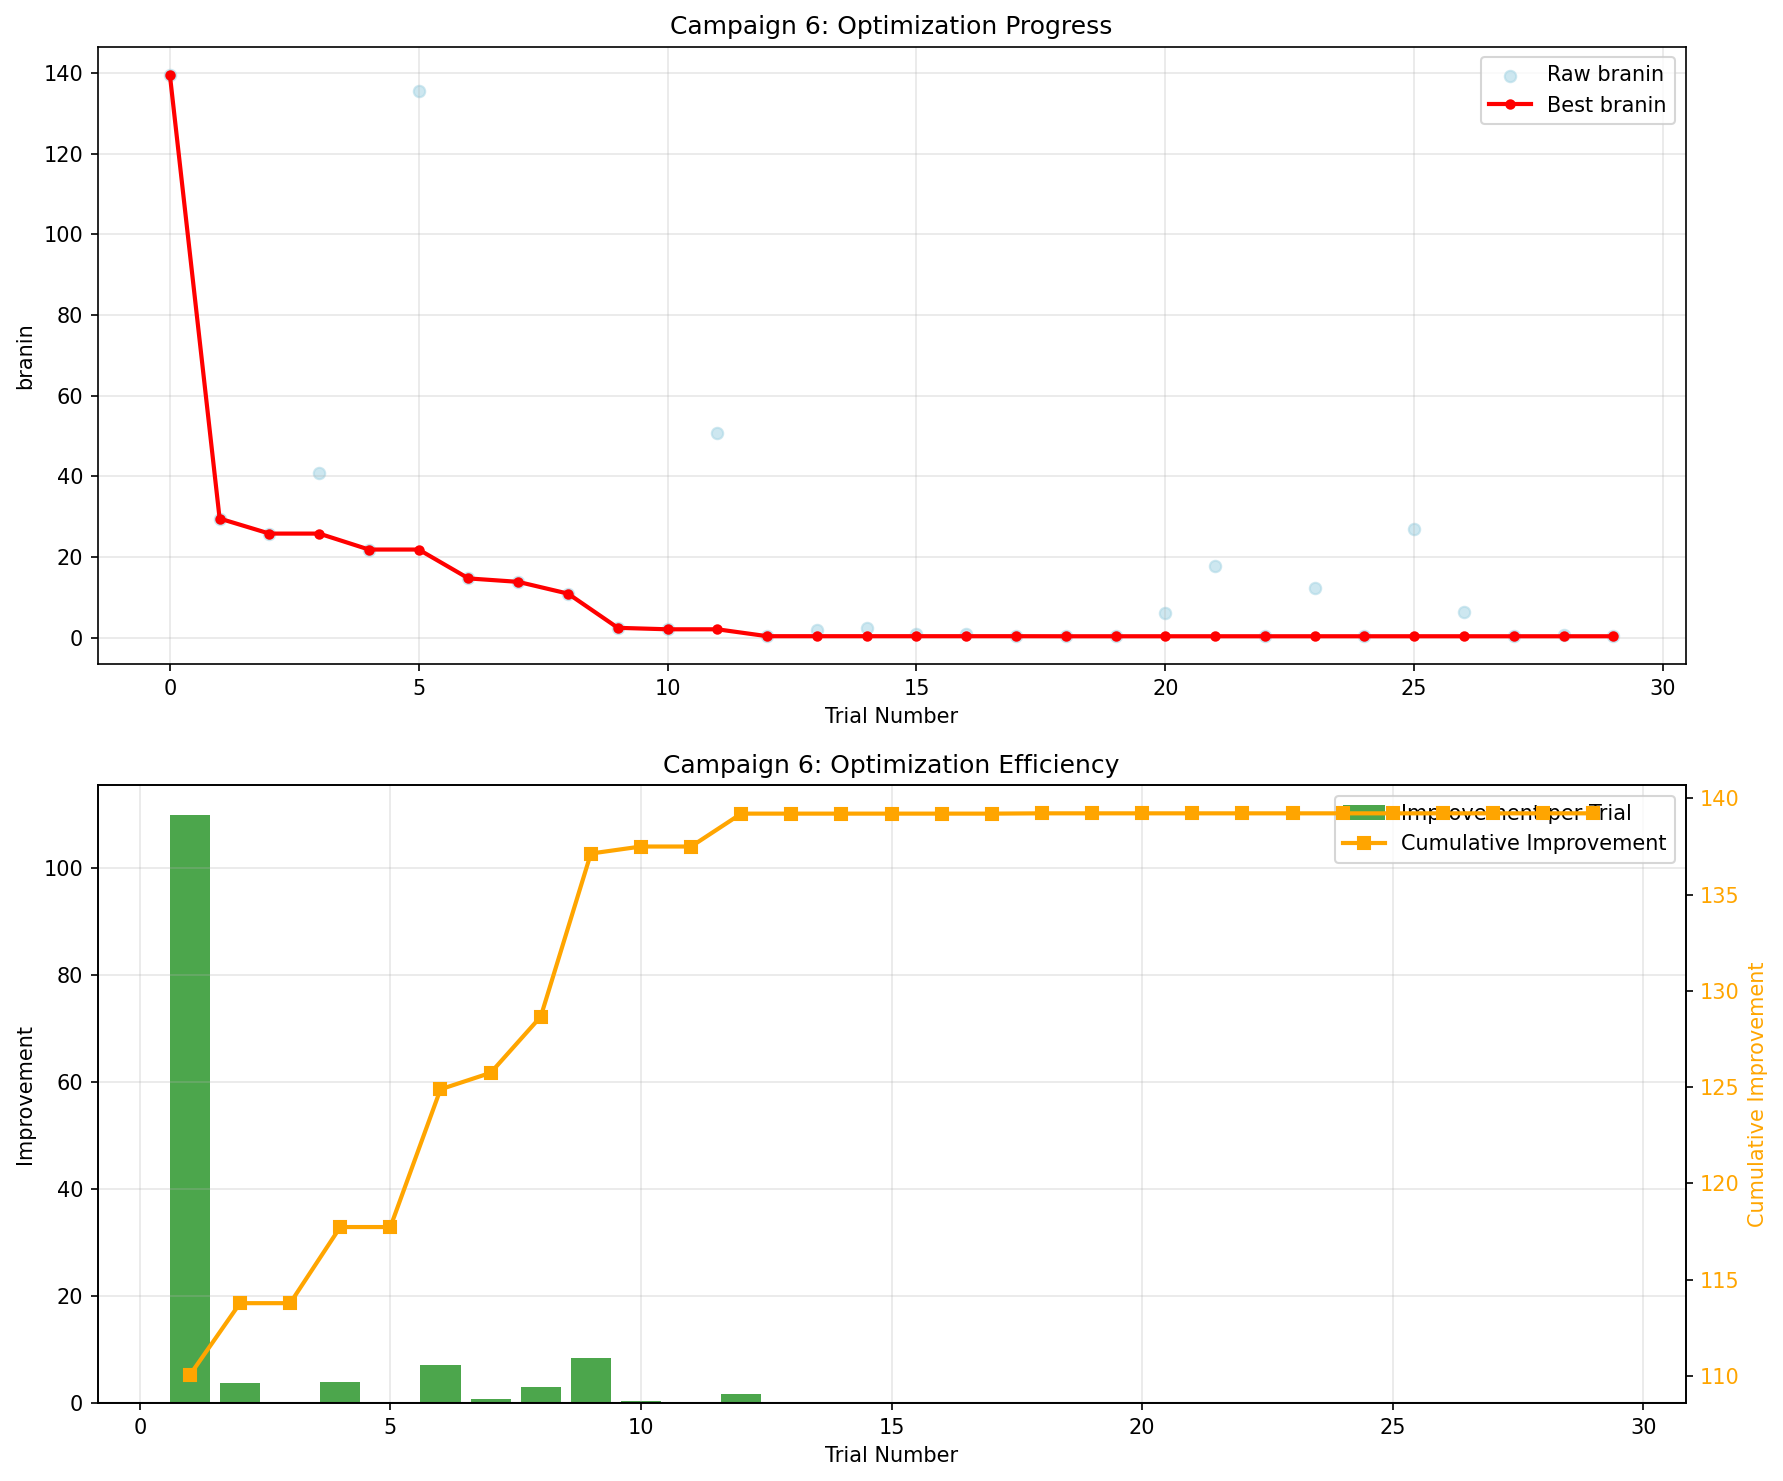 Campaign 6: Optimization Progress
140
120
100
80
60
40
20
0
branin
Raw branin
Best branin
0 5 10 15 20 25 30
Trial Number
Campaign 6: Optimization Efficiency
100
80
60
40
20
0
Improvement
Improvement per Trial
Cumulative Improvement
140
135
130
125
120
115
110
Cumulative Improvement
0 5 10 15 20 25 30
Trial Number